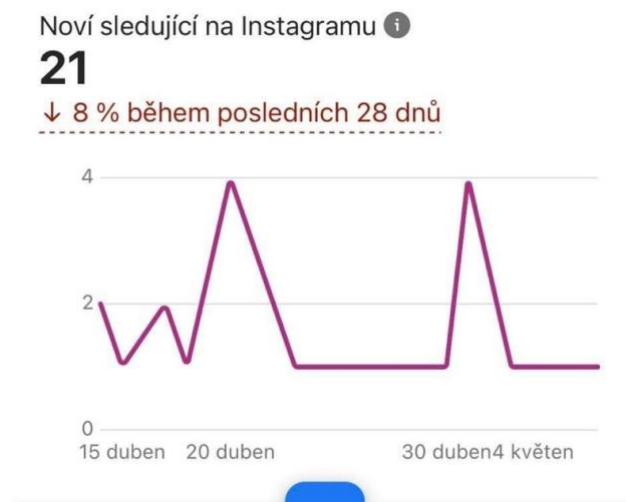 Noví sledující na Instagramu
21
↓ 8 % během posledních 28 dnů
4
2
0
15 duben 20 duben 30 duben4 květen